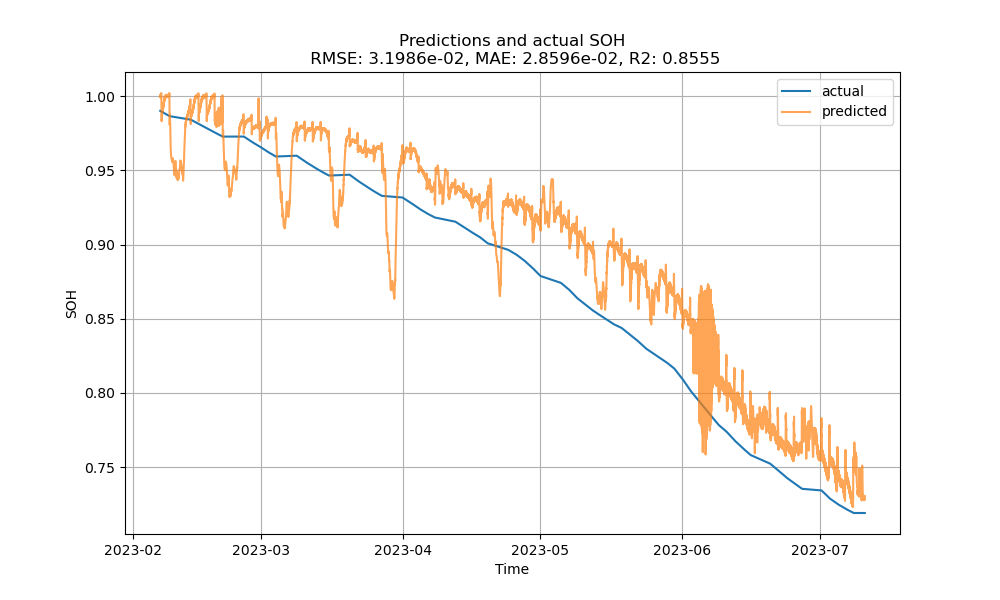 Predictions and actual SOH
RMSE: 3.1986e-02, MAE: 2.8596e-02, R2: 0.8555
actual
predicted
1.00
0.95
0.90
0.85
0.80
0.75
SOH
2023-02
2023-03
2023-04
2023-05
2023-06
2023-07
Time